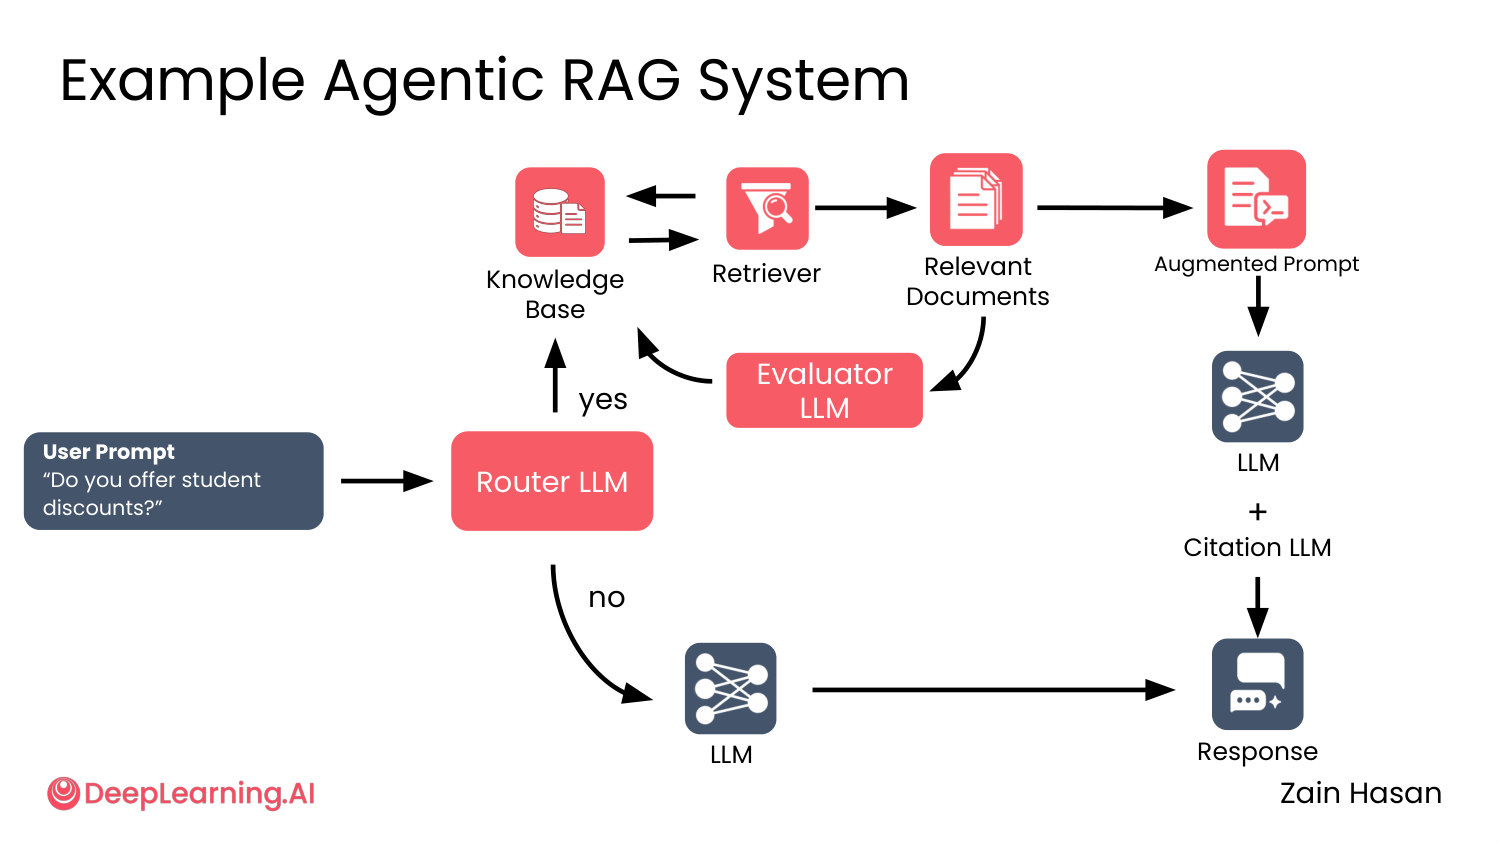 Example Agentic RAG System
Knowledge
Base
Retriever
Relevant
Documents
Augmented Prompt
Evaluator
LLM
yes
User Prompt
“Do you offer student
discounts?”
Router LLM
LLM
+
Citation LLM
no
LLM
Response
DeepLearning.AI
Zain Hasan